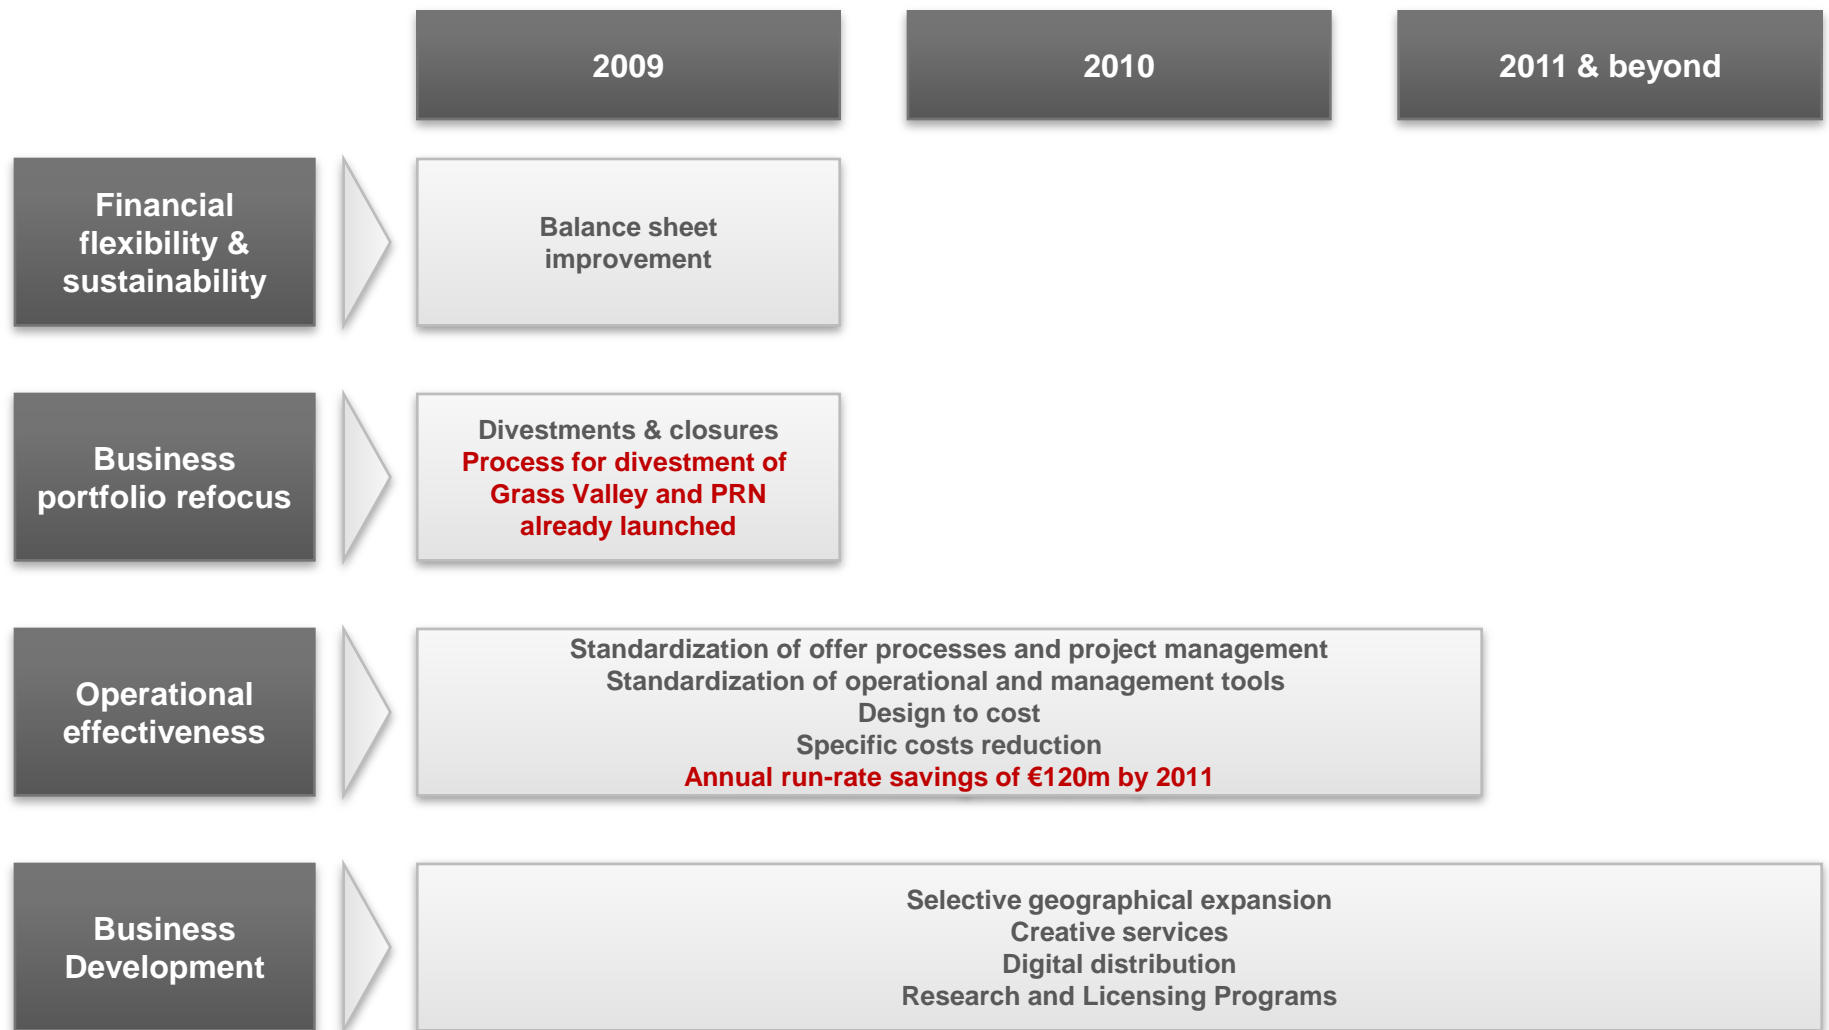 2009
2010
2011 & beyond
Financial
flexibility &
sustainability
Balance sheet
improvement
Business
portfolio refocus
Divestments & closures
Process for divestment of
Grass Valley and PRN
already launched
Operational
effectiveness
Standardization of offer processes and project management
Standardization of operational and management tools
Design to cost
Specific costs reduction
Annual run-rate savings of €120m by 2011
Business
Development
Selective geographical expansion
Creative services
Digital distribution
Research and Licensing Programs